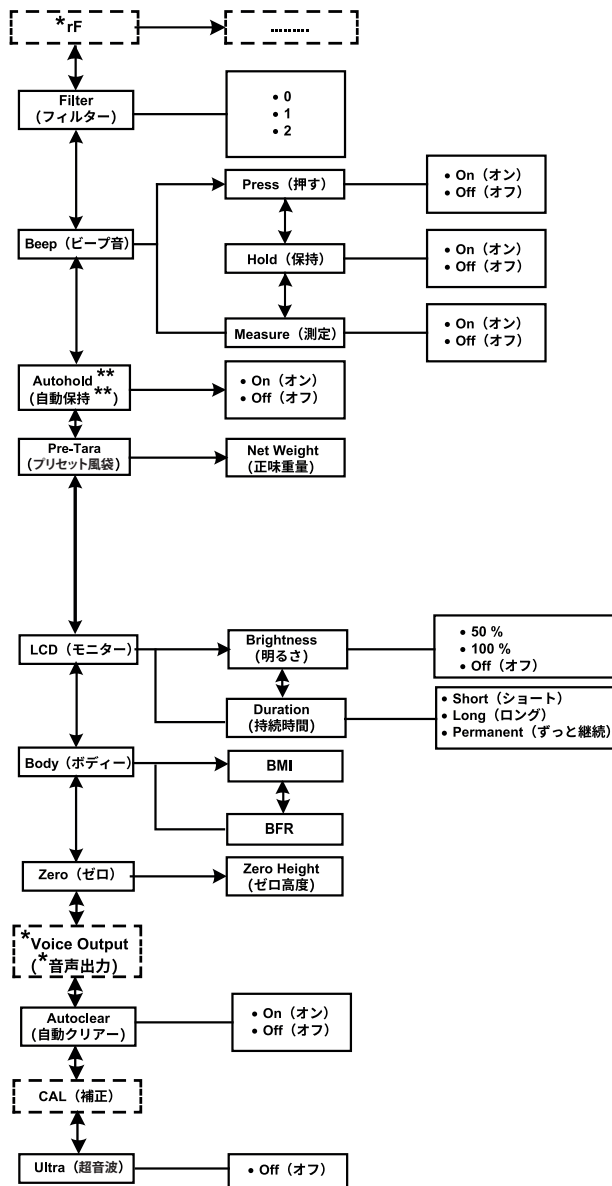 *rF
.........
Filter
(フィルター)
• 0
• 1
• 2
Beep(ビープ音)
Press(押す)
• On(オン)
• Off(オフ)
Hold(保持)
• On(オン)
• Off(オフ)
Measure(測定)
• On(オン)
• Off(オフ)
Autohold**
(自動保持**)
• On(オン)
• Off(オフ)
Pre-Tara
(プリセット風袋)
Net Weight
(正味重量)
LCD(モニター)
Brightness
(明るさ)
• 50 %
• 100 %
• Off(オフ)
Duration
(持続時間)
• Short(ショート)
• Long(ロング)
• Permanent(ずっと継続)
Body(ボディー)
BMI
BFR
Zero(ゼロ)
Zero Height
(ゼロ高度)
*Voice Output
(*音声出力)
Autoclear
(自動クリアー)
• On(オン)
• Off(オフ)
CAL(補正)
Ultra(超音波)
• Off(オフ)